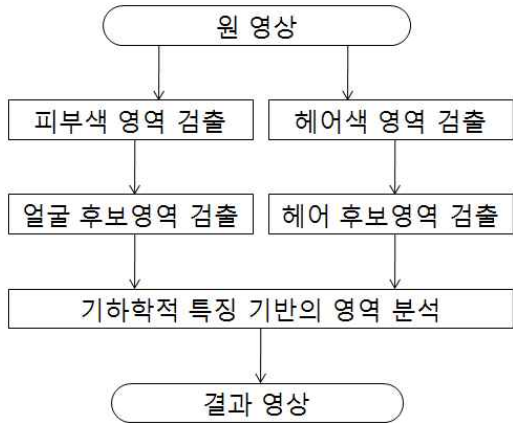 원 영상
피부색 영역 검출
헤어색 영역 검출
얼굴 후보영역 검출
헤어 후보영역 검출
기하학적 특징 기반의 영역 분석
결과 영상